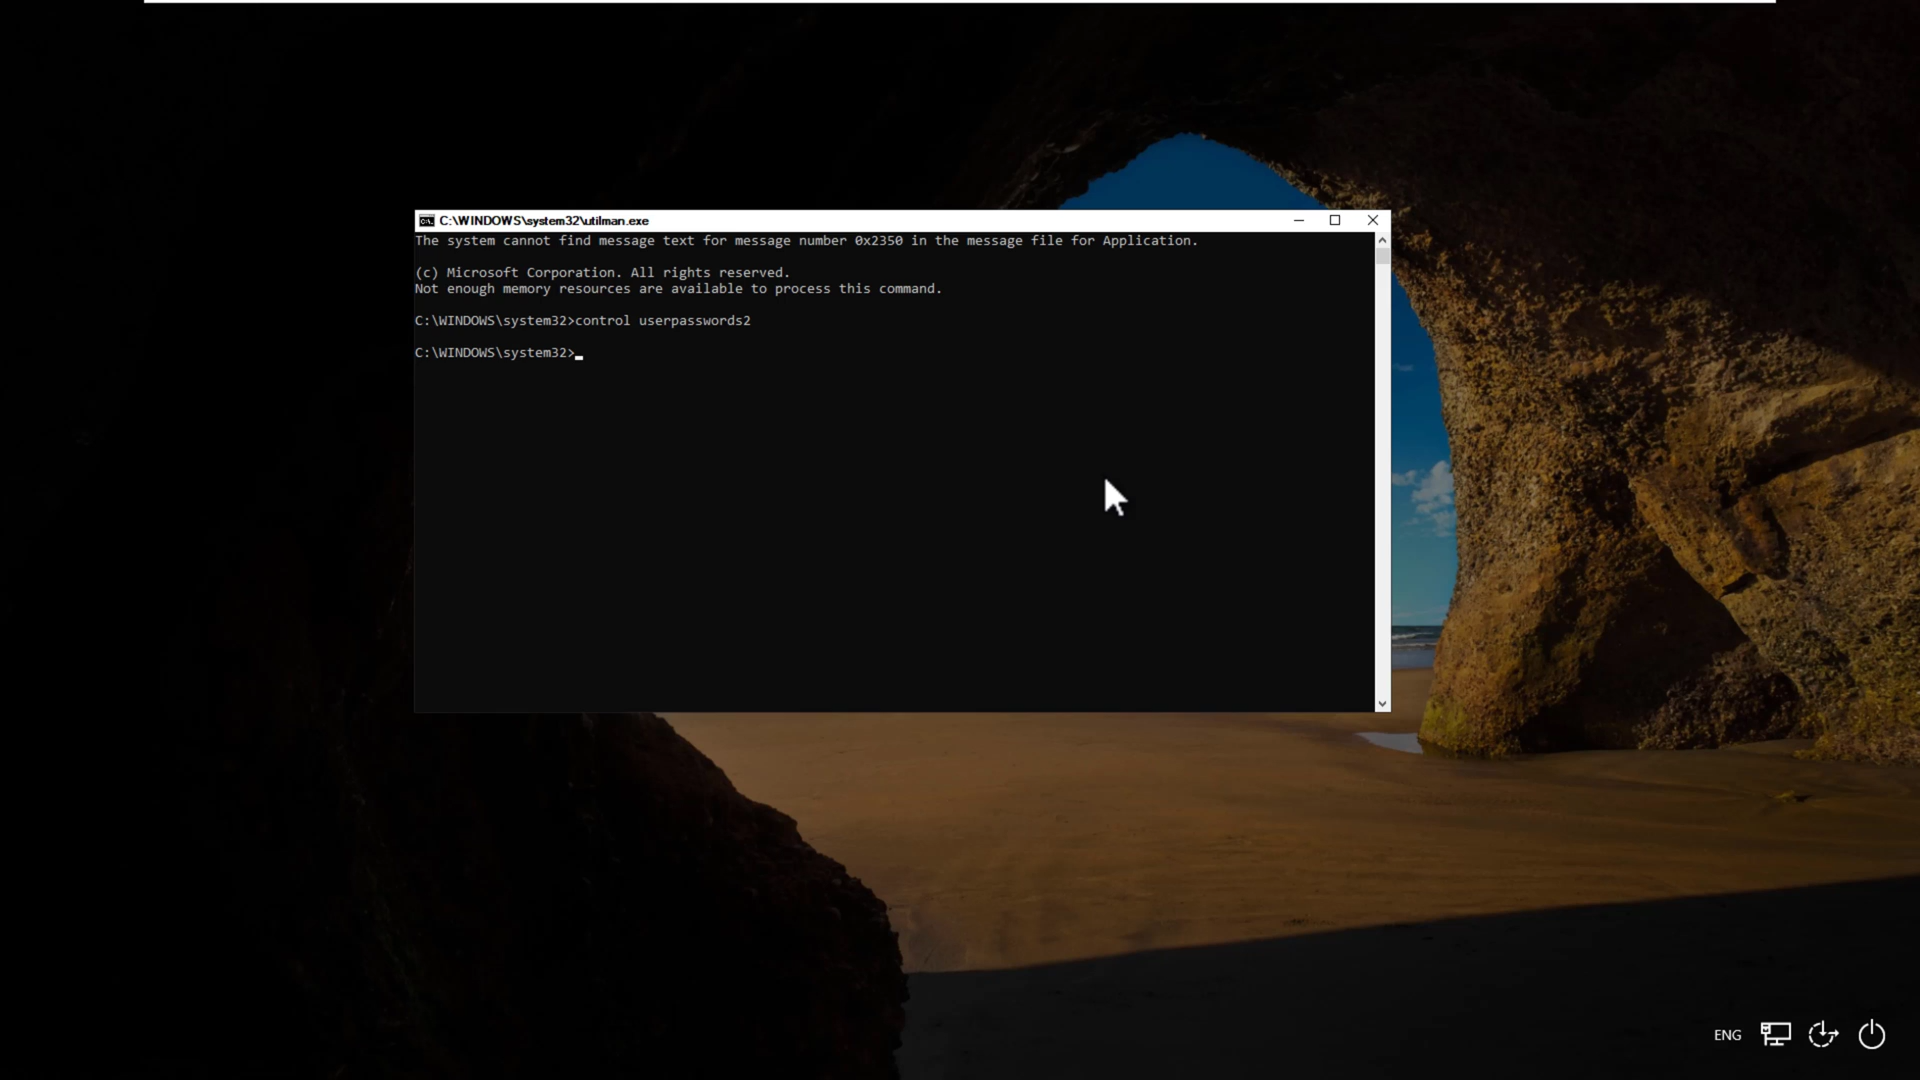 C:\WINDOWS\system32\utilman.exe
The system cannot find message text for message number 0x2350 in the message file for Application.
(c) Microsoft Corporation. All rights reserved.
Not enough memory resources are available to process this command.
C:\WINDOWS\system32>control userpasswords2
C:\WINDOWS\system32>
ENG